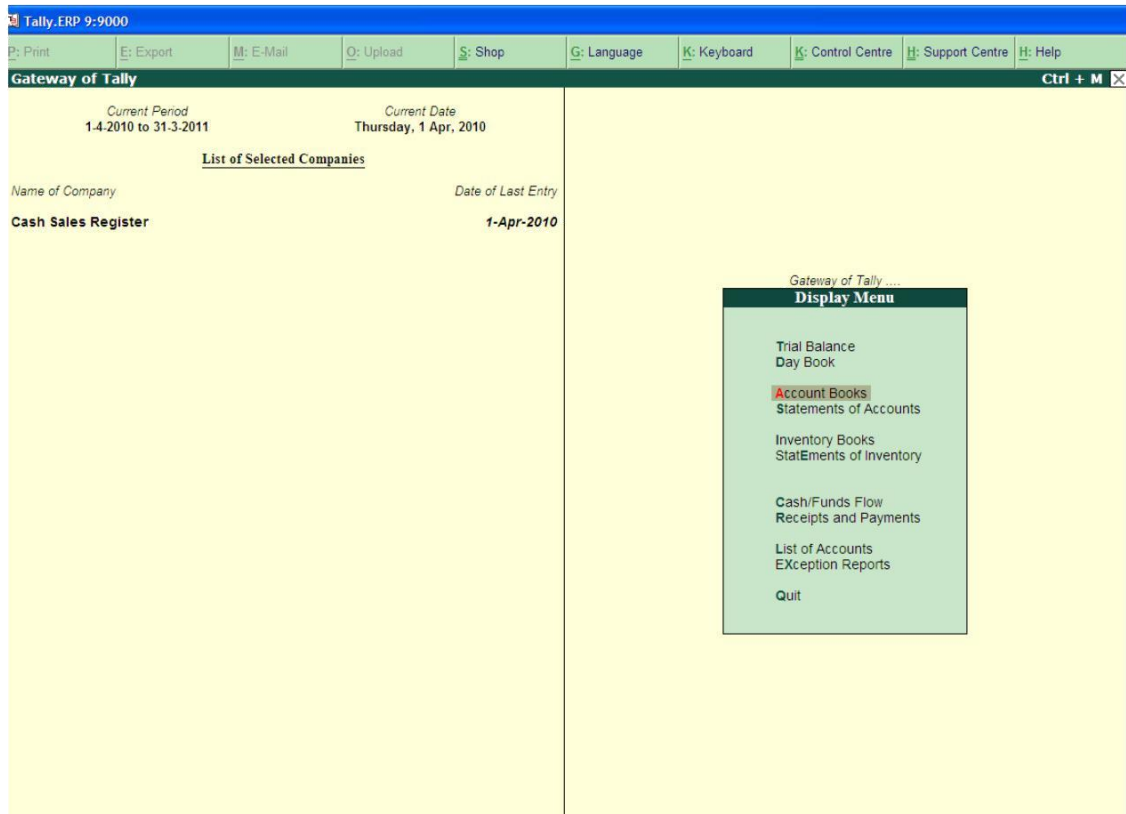 Tally.ERP 9:9000
P: Print E: Export M: E-Mail O: Upload S: Shop G: Language K: Keyboard K: Control Centre H: Support Centre H: Help
Gateway of Tally Ctrl + M
Current Period Current Date
1-4-2010 to 31-3-2011 Thursday, 1 Apr, 2010
List of Selected Companies
Name of Company Date of Last Entry
Cash Sales Register 1-Apr-2010
Gateway of Tally ....
Display Menu
Trial Balance
Day Book
Account Books
Statements of Accounts
Inventory Books
StatEments of Inventory
Cash/Funds Flow
Receipts and Payments
List of Accounts
EXception Reports
Quit